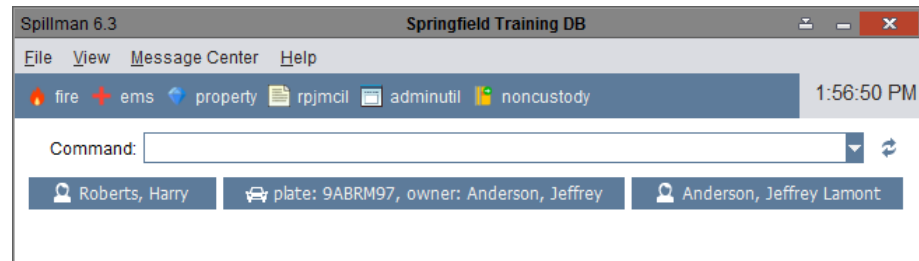 Spillman 6.3 Springfield Training DB
File View Message Center Help
fire ems property rpjmcil adminutil noncustody 1:56:50 PM
Command:
Roberts, Harry plate: 9ABRM97, owner: Anderson, Jeffrey Anderson, Jeffrey Lamont